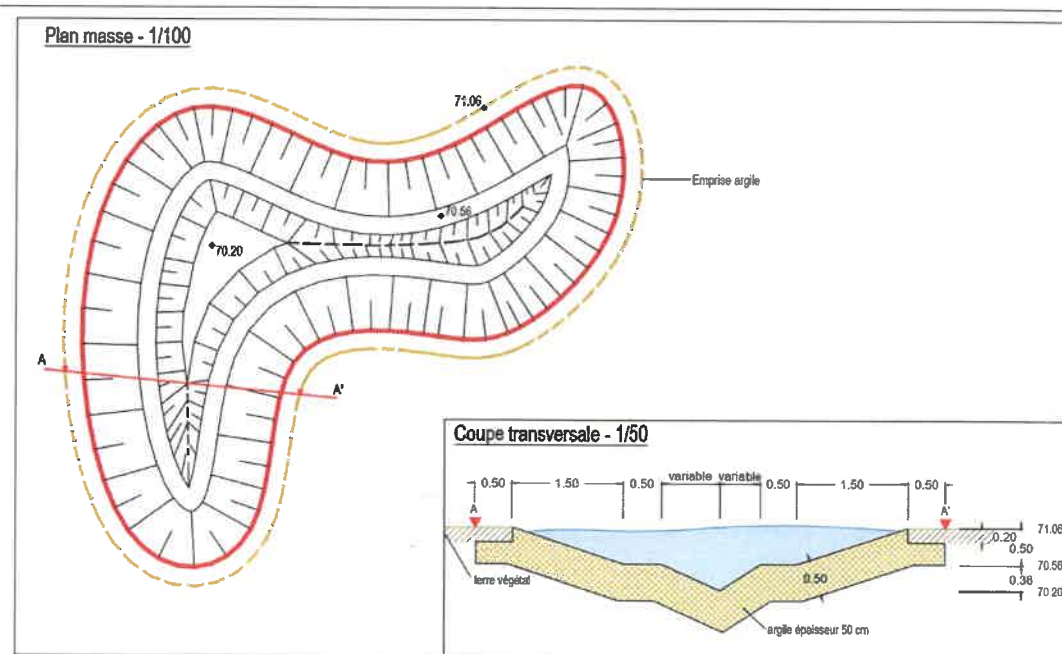 Plan masse - 1/100
71.06
Emprise argile
70.56
70.20
A
A'
Coupe transversale - 1/50
0.50
1.50
0.50
variable
variable
0.50
1.50
0.50
A
A'
71.06
0.20
0.50
70.56
0.50
0.36
70.20
terre végétal
argile épaisseur 50 cm